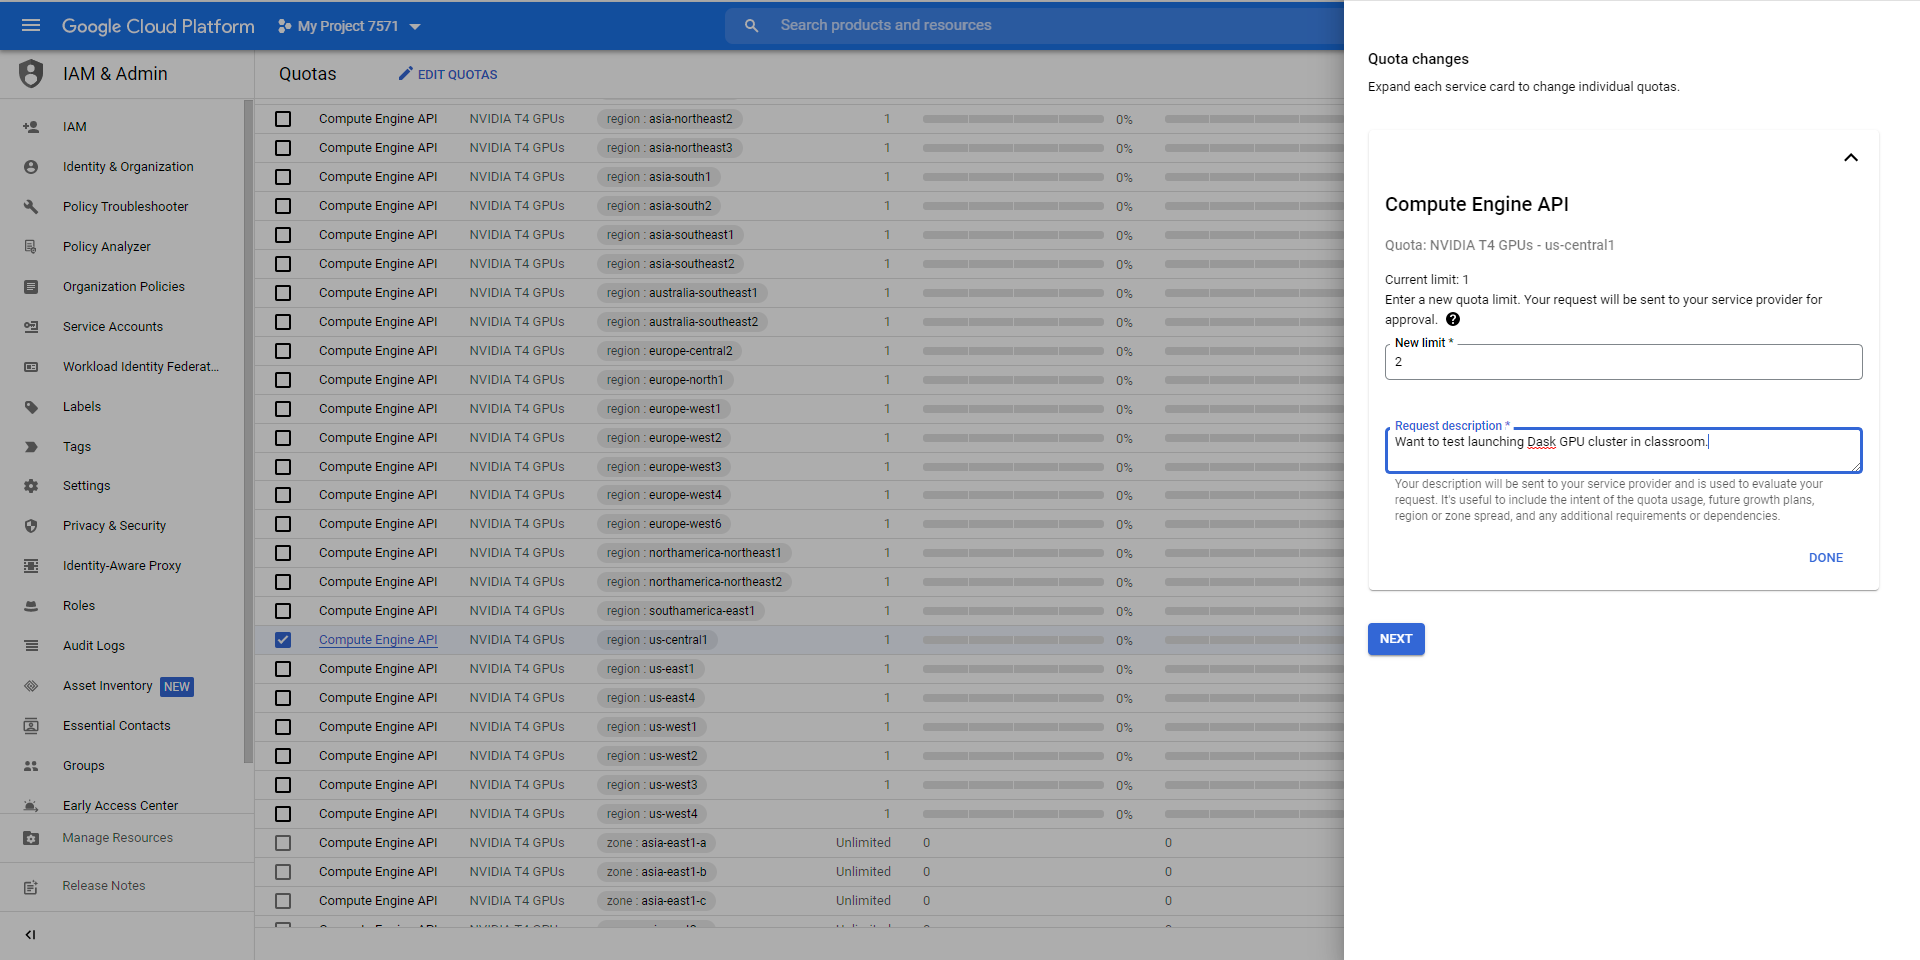 Google Cloud Platform
My Project 7571
Search products and resources
IAM & Admin
IAM
Identity & Organization
Policy Troubleshooter
Policy Analyzer
Organization Policies
Service Accounts
Workload Identity Federat...
Labels
Tags
Settings
Privacy & Security
Identity-Aware Proxy
Roles
Audit Logs
Asset Inventory NEW
Essential Contacts
Groups
Early Access Center
Manage Resources
Release Notes
Quotas EDIT QUOTAS
Compute Engine API NVIDIA T4 GPUs region : asia-northeast2 1 0%
Compute Engine API NVIDIA T4 GPUs region : asia-northeast3 1 0%
Compute Engine API NVIDIA T4 GPUs region : asia-south1 1 0%
Compute Engine API NVIDIA T4 GPUs region : asia-south2 1 0%
Compute Engine API NVIDIA T4 GPUs region : asia-southeast1 1 0%
Compute Engine API NVIDIA T4 GPUs region : asia-southeast2 1 0%
Compute Engine API NVIDIA T4 GPUs region : australia-southeast1 1 0%
Compute Engine API NVIDIA T4 GPUs region : australia-southeast2 1 0%
Compute Engine API NVIDIA T4 GPUs region : europe-central2 1 0%
Compute Engine API NVIDIA T4 GPUs region : europe-north1 1 0%
Compute Engine API NVIDIA T4 GPUs region : europe-west1 1 0%
Compute Engine API NVIDIA T4 GPUs region : europe-west2 1 0%
Compute Engine API NVIDIA T4 GPUs region : europe-west3 1 0%
Compute Engine API NVIDIA T4 GPUs region : europe-west4 1 0%
Compute Engine API NVIDIA T4 GPUs region : europe-west6 1 0%
Compute Engine API NVIDIA T4 GPUs region : northamerica-northeast1 1 0%
Compute Engine API NVIDIA T4 GPUs region : northamerica-northeast2 1 0%
Compute Engine API NVIDIA T4 GPUs region : southamerica-east1 1 0%
Compute Engine API NVIDIA T4 GPUs region : us-central1 1 0%
Compute Engine API NVIDIA T4 GPUs region : us-east1 1 0%
Compute Engine API NVIDIA T4 GPUs region : us-east4 1 0%
Compute Engine API NVIDIA T4 GPUs region : us-west1 1 0%
Compute Engine API NVIDIA T4 GPUs region : us-west2 1 0%
Compute Engine API NVIDIA T4 GPUs region : us-west3 1 0%
Compute Engine API NVIDIA T4 GPUs region : us-west4 1 0%
Compute Engine API NVIDIA T4 GPUs zone : asia-east1-a Unlimited 0 0
Compute Engine API NVIDIA T4 GPUs zone : asia-east1-b Unlimited 0 0
Compute Engine API NVIDIA T4 GPUs zone : asia-east1-c Unlimited 0 0
Quota changes
Expand each service card to change individual quotas.
Compute Engine API
Quota: NVIDIA T4 GPUs - us-central1
Current limit: 1
Enter a new quota limit. Your request will be sent to your service provider for
approval.
New limit *
2
Request description *
Want to test launching Dask GPU cluster in classroom.
Your description will be sent to your service provider and is used to evaluate your
request. It's useful to include the intent of the quota usage, future growth plans,
region or zone spread, and any additional requirements or dependencies.
DONE
NEXT